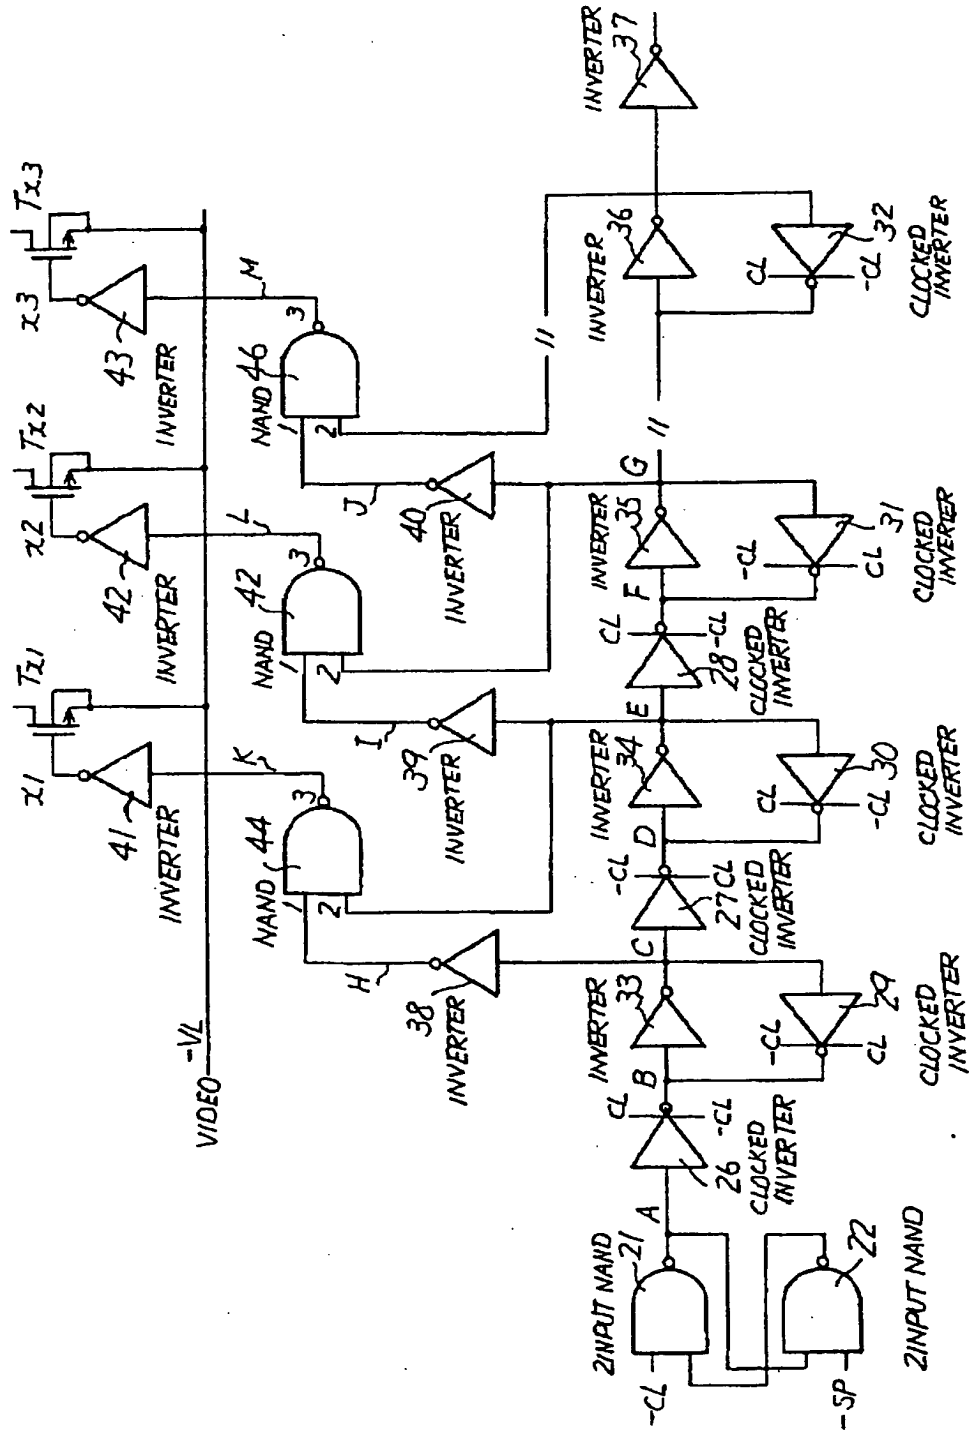 Tx1
Tx2
Tx3
x1
x2
x3
41
INVERTER
42
INVERTER
43
INVERTER
VIDEO
-VL
K
L
M
NAND 44
1
2
3
NAND 42
1
2
3
NAND 46
1
2
3
H
I
J
38
INVERTER
39
INVERTER
40
INVERTER
2INPUT NAND
21
-CL
A
CL
-CL
26
CLOCKED
INVERTER
B
INVERTER
33
C
-CL
CL
27
CLOCKED
INVERTER
D
INVERTER
34
E
CL
-CL
28
CLOCKED
INVERTER
F
INVERTER
35
G
INVERTER
36
INVERTER
37
-SP
22
2INPUT NAND
-CL
CL
29
CLOCKED
INVERTER
CL
-CL
30
CLOCKED
INVERTER
-CL
CL
31
CLOCKED
INVERTER
CL
-CL
32
CLOCKED
INVERTER